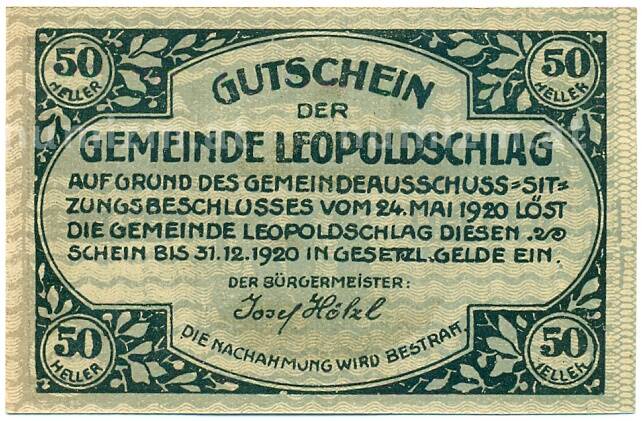 50 HELLER
50 HELLER
GUTSCHEIN
DER
GEMEINDE LEOPOLDSCHLAG
AUF GRUND DES GEMEINDEAUSSCHUSS=SIT=
ZUNGSBESCHLUSSES VOM 24. MAI 1920 LÖST
DIE GEMEINDE LEOPOLDSCHLAG DIESEN
SCHEIN BIS 31.12.1920 IN GESETZL. GELDE EIN.
DER BÜRGERMEISTER:
Josef Hölzl
DIE NACHAHMUNG WIRD BESTRAFT.
50 HELLER
50 HELLER